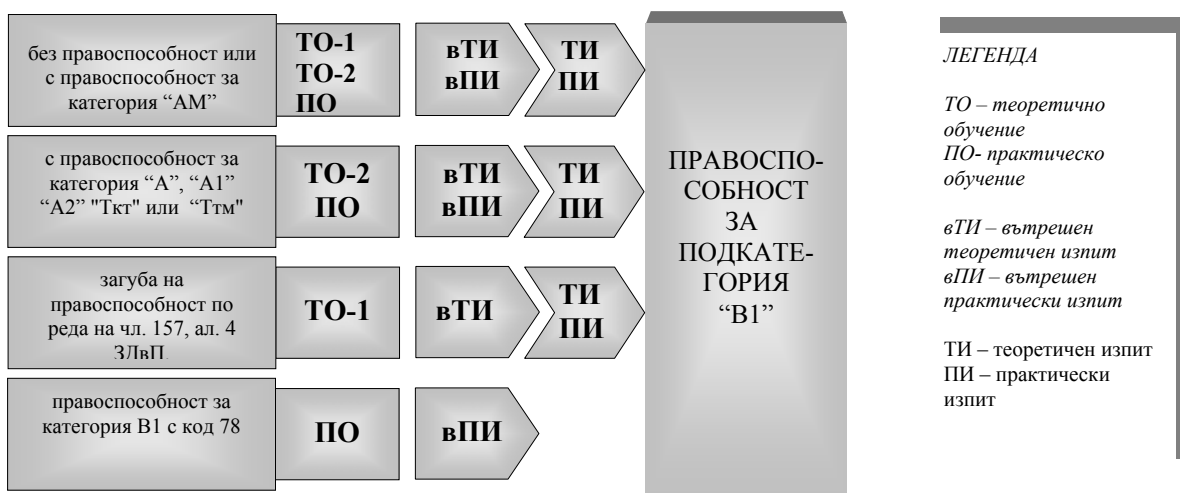 без правоспособност или
с правоспособност за
категория “АМ”
ТО-1
ТО-2
ПО
вТИ
вПИ
ТИ
ПИ
с правоспособност за
категория “А”, “А1”
“А2” "Ткт" или “Ттм"
ТО-2
ПО
вТИ
вПИ
ТИ
ПИ
загуба на
правоспособност по
реда на чл. 157, ал. 4
ЗДвП.
ТО-1
вТИ
ТИ
ПИ
правоспособност за
категория В1 с код 78
ПО
вПИ
ПРАВОСПО-
СОБНОСТ
ЗА
ПОДКАТЕ-
ГОРИЯ
“В1”
ЛЕГЕНДА
ТО – теоретично
обучение
ПО- практическо
обучение
вТИ – вътрешен
теоретичен изпит
вПИ – вътрешен
практически изпит
ТИ – теоретичен изпит
ПИ – практически
изпит